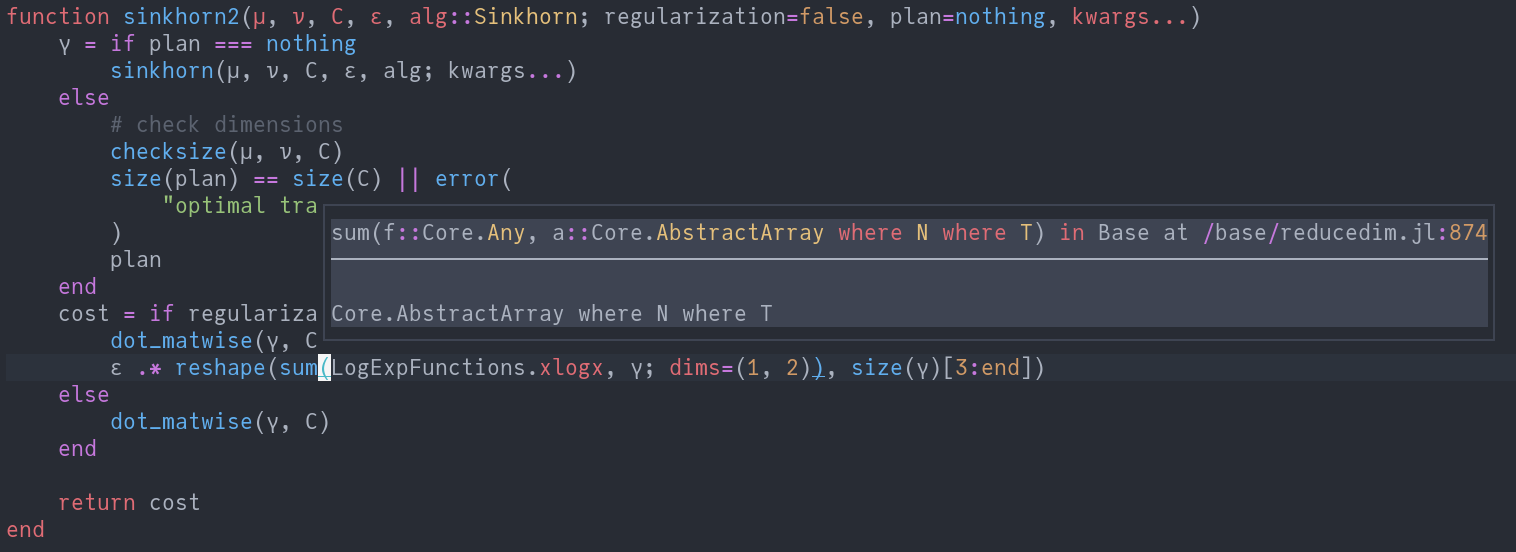 function sinkhorn2(μ, ν, C, ε, alg::Sinkhorn; regularization=false, plan=nothing, kwargs...)
γ = if plan === nothing
sinkhorn(μ, ν, C, ε, alg; kwargs...)
else
# check dimensions
checksize(μ, ν, C)
size(plan) == size(C) || error(
"optimal tra
)
plan
end
cost = if regulariza
dot_matwise(γ, C
ε .* reshape(sum(LogExpFunctions.xlogx, γ; dims=(1, 2)), size(γ)[3:end])
else
dot_matwise(γ, C)
end
return cost
end
sum(f::Core.Any, a::Core.AbstractArray where N where T) in Base at /base/reducedim.jl:874
Core.AbstractArray where N where T